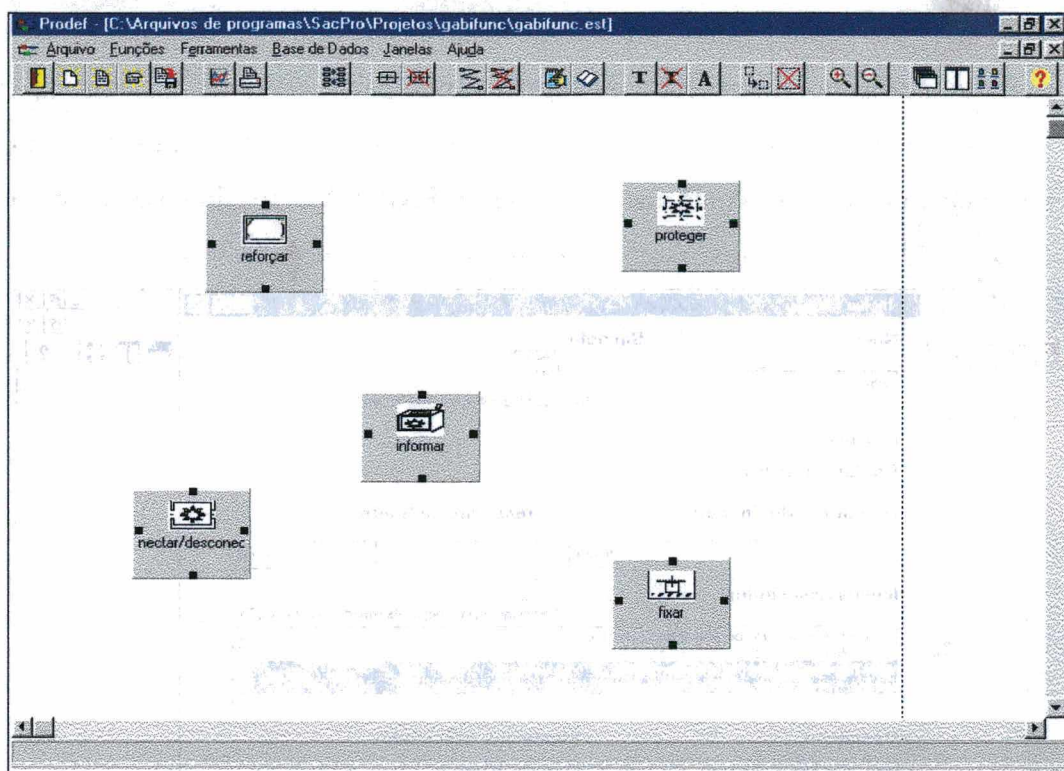 Prodef - [C:\Arquivos de programas\SacPro\Projetos\gabifunc\gabifunc.est]
Arquivo Funções Ferramentas Base de Dados Janelas Ajuda
T T A ?
reforçar
proteger
informar
nectar/desconec
fixar